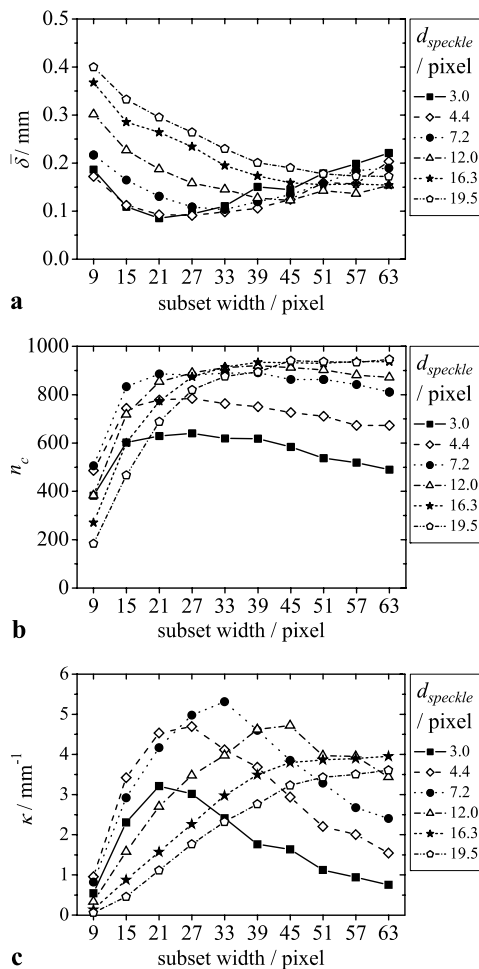 0.5
0.4
0.3
0.2
0.1
0.0
δ̄ / mm
9 15 21 27 33 39 45 51 57 63
subset width / pixel
a
d_speckle
/ pixel
3.0
4.4
7.2
12.0
16.3
19.5
1000
800
600
400
200
0
n_c
9 15 21 27 33 39 45 51 57 63
subset width / pixel
b
d_speckle
/ pixel
3.0
4.4
7.2
12.0
16.3
19.5
6
5
4
3
2
1
0
κ / mm⁻¹
9 15 21 27 33 39 45 51 57 63
subset width / pixel
c
d_speckle
/ pixel
3.0
4.4
7.2
12.0
16.3
19.5